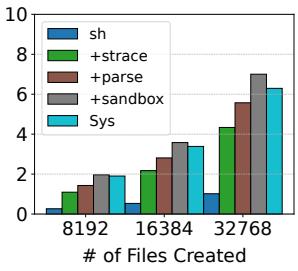 10
8
6
4
2
0
sh
+strace
+parse
+sandbox
Sys
8192 16384 32768
# of Files Created